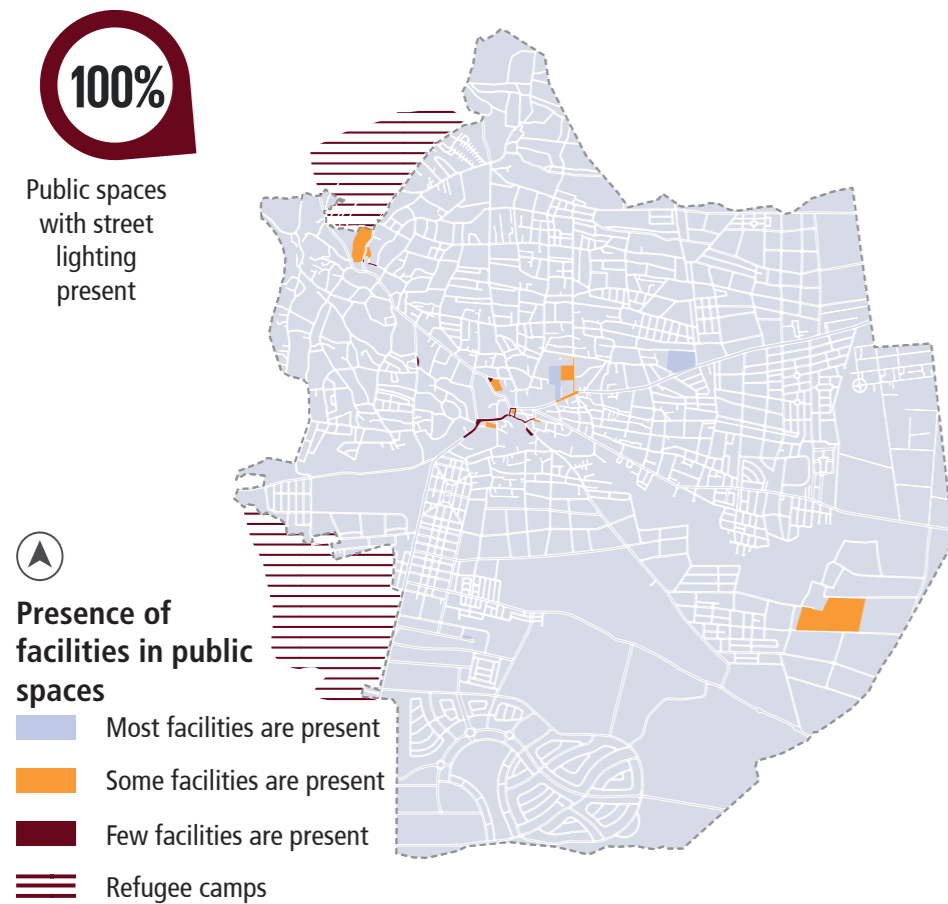 100%
Public spaces
with street
lighting
present
Presence of
facilities in public
spaces
Most facilities are present
Some facilities are present
Few facilities are present
Refugee camps